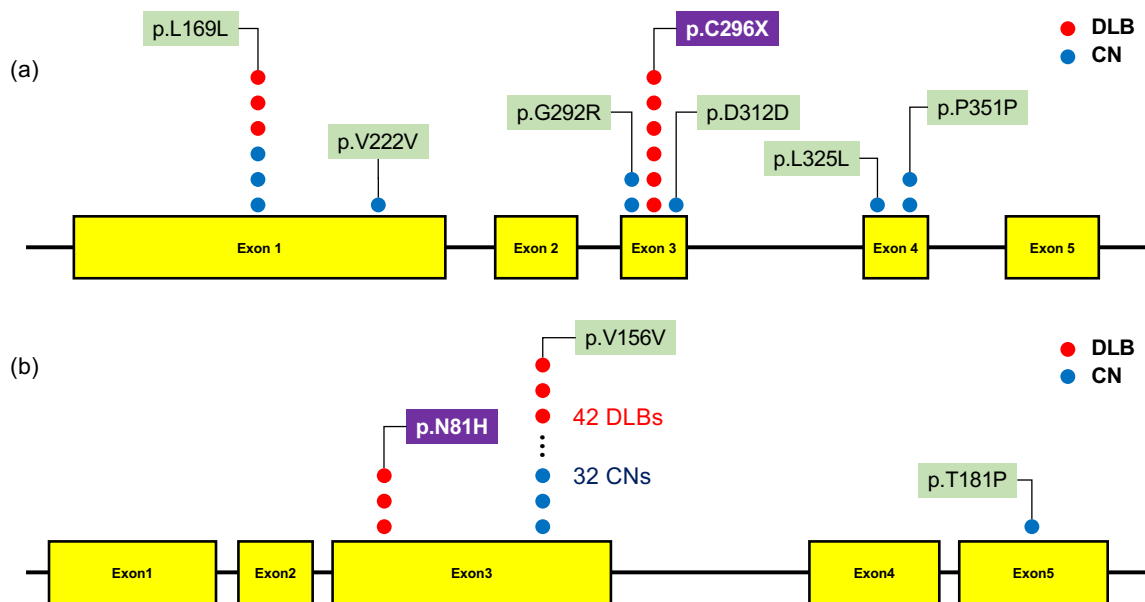 (a)
p.L169L
p.V222V
p.G292R
p.C296X
p.D312D
p.L325L
p.P351P
DLB
CN
Exon 1
Exon 2
Exon 3
Exon 4
Exon 5
(b)
p.N81H
p.V156V
42 DLBs
32 CNs
p.T181P
DLB
CN
Exon1
Exon2
Exon3
Exon4
Exon5